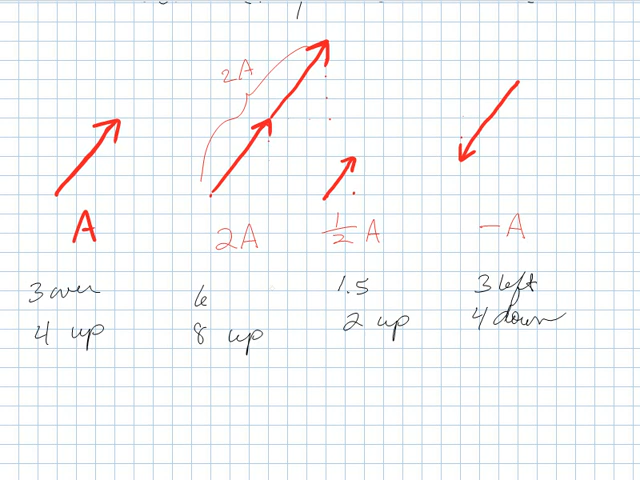 2A
A
2A
1/2 A
-A
3 over
4 up
6
8 up
1.5
2 up
3 left
4 down